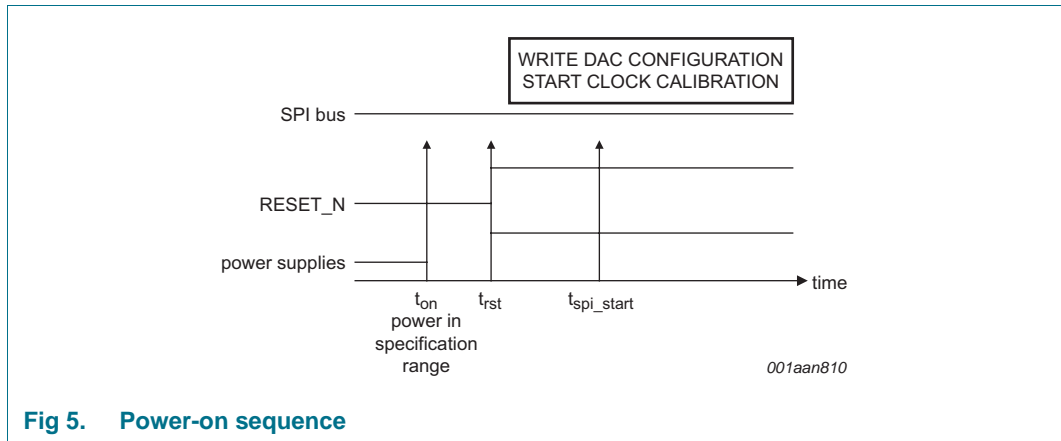 WRITE DAC CONFIGURATION
START CLOCK CALIBRATION
SPI bus
RESET_N
power supplies
time
ton trst tspi_start
power in
specification
range
001aan810
Fig 5. Power-on sequence